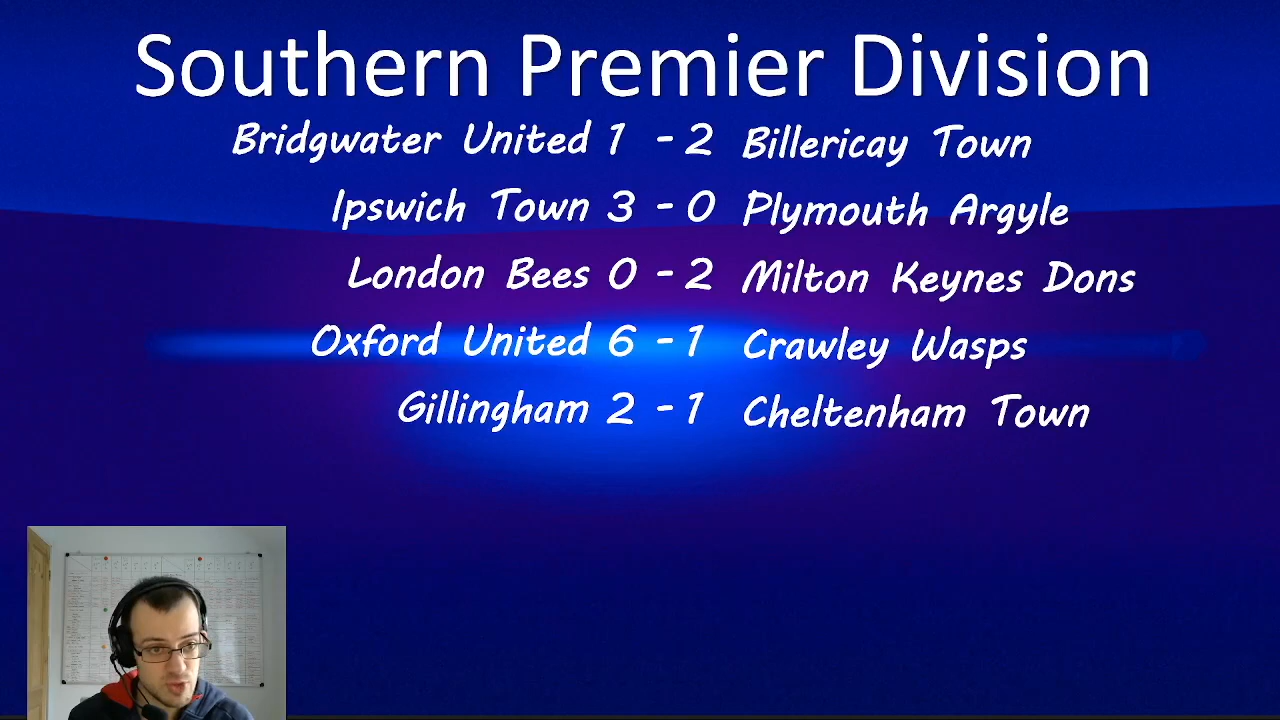 Southern Premier Division
Bridgwater United 1 - 2 Billericay Town
Ipswich Town 3 - 0 Plymouth Argyle
London Bees 0 - 2 Milton Keynes Dons
Oxford United 6 - 1 Crawley Wasps
Gillingham 2 - 1 Cheltenham Town